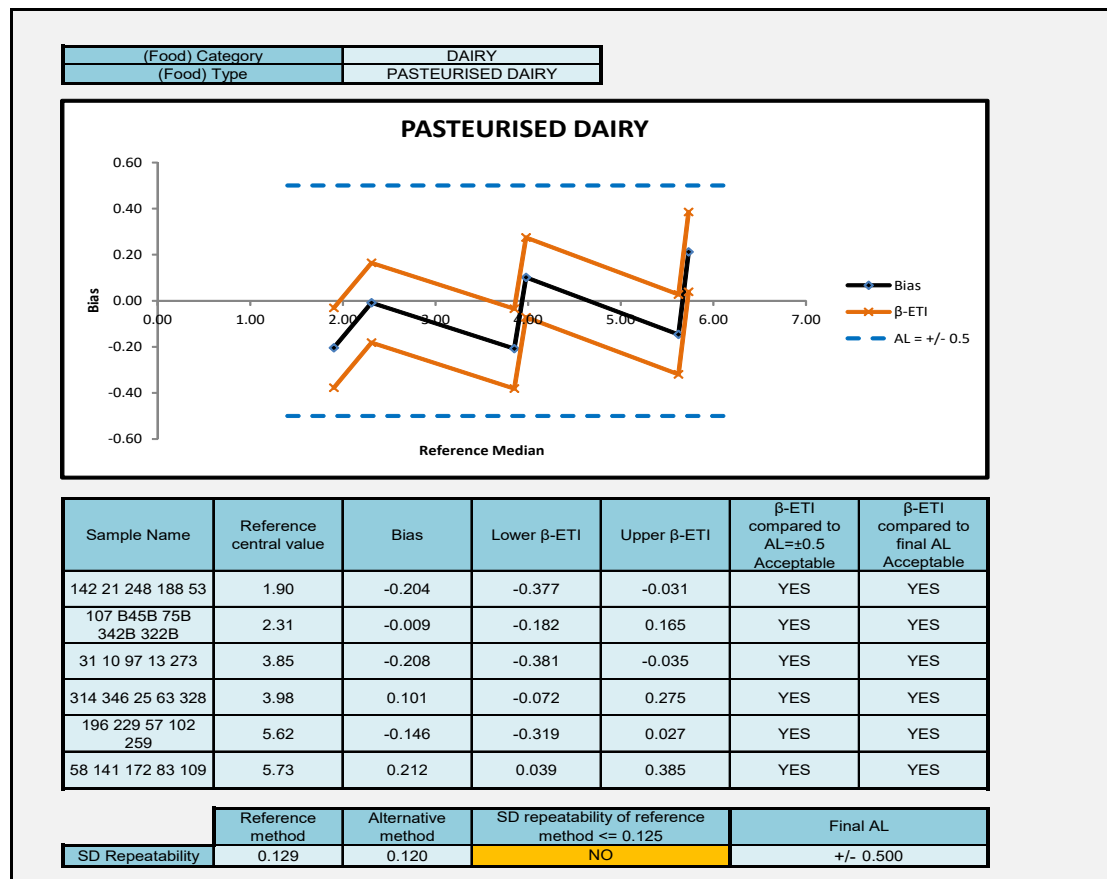 (Food) Category DAIRY
(Food) Type PASTEURISED DAIRY
PASTEURISED DAIRY
0.60
0.40
0.20
0.00
-0.20
-0.40
-0.60
Bias
0.00 1.00 2.00 3.00 4.00 5.00 6.00 7.00
Reference Median
Bias
β-ETI
AL = +/- 0.5
Sample Name Reference central value Bias Lower β-ETI Upper β-ETI β-ETI compared to AL=±0.5 Acceptable β-ETI compared to final AL Acceptable
142 21 248 188 53 1.90 -0.204 -0.377 -0.031 YES YES
107 B45B 75B 342B 322B 2.31 -0.009 -0.182 0.165 YES YES
31 10 97 13 273 3.85 -0.208 -0.381 -0.035 YES YES
314 346 25 63 328 3.98 0.101 -0.072 0.275 YES YES
196 229 57 102 259 5.62 -0.146 -0.319 0.027 YES YES
58 141 172 83 109 5.73 0.212 0.039 0.385 YES YES
Reference method Alternative method SD repeatability of reference method <= 0.125 Final AL
SD Repeatability 0.129 0.120 NO +/- 0.500